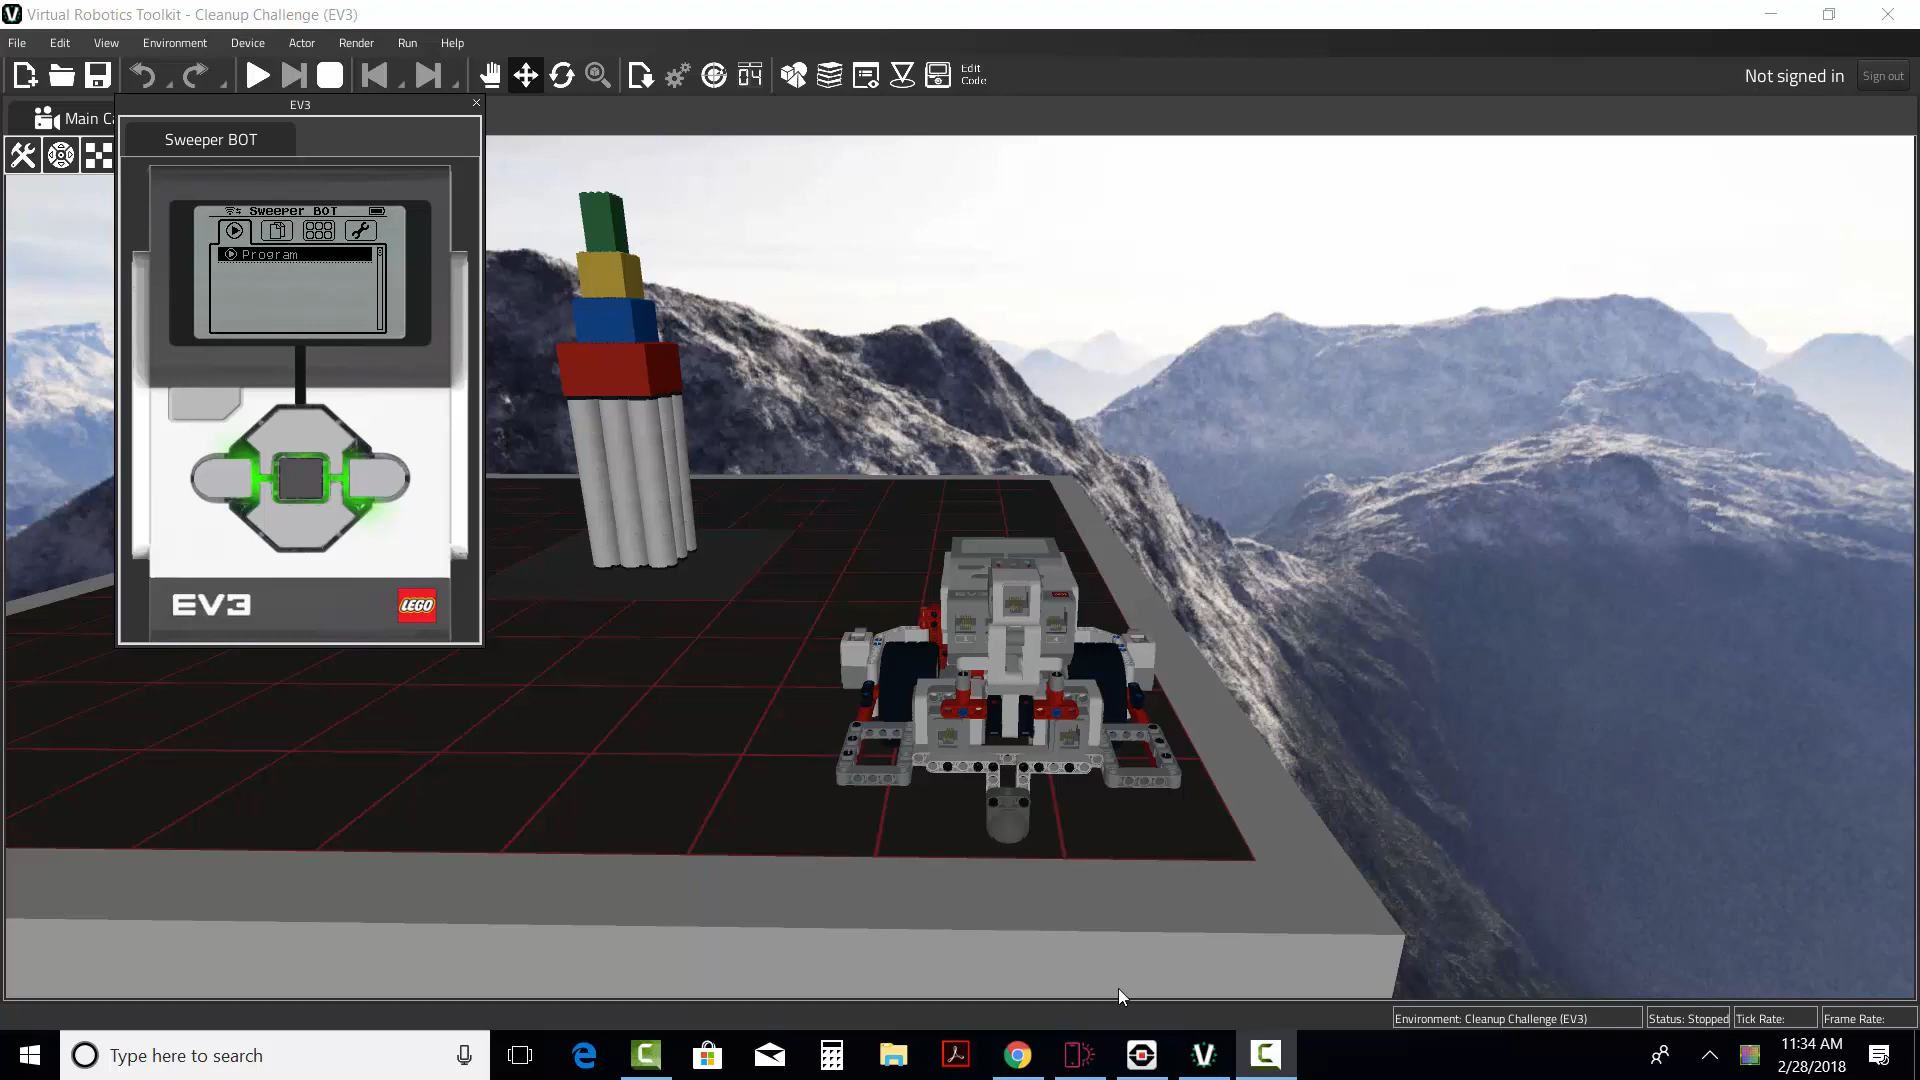 Virtual Robotics Toolkit - Cleanup Challenge (EV3)
File Edit View Environment Device Actor Render Run Help
04
Edit
Code
Not signed in
Sign out
Main
EV3
Sweeper BOT
Sweeper BOT
Program
EV3
LEGO
Environment: Cleanup Challenge (EV3)
Status: Stopped
Tick Rate:
Frame Rate:
Type here to search
11:34 AM
2/28/2018